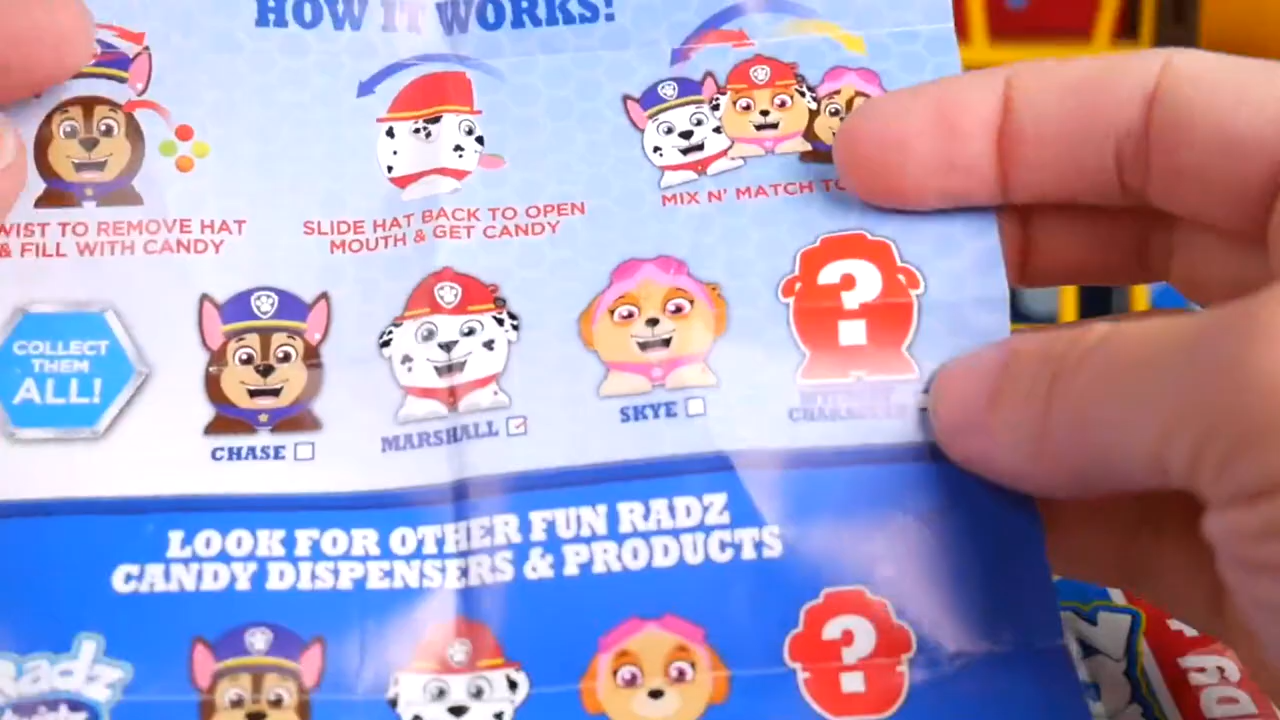 HOW IT WORKS!
WIST TO REMOVE HAT
& FILL WITH CANDY
SLIDE HAT BACK TO OPEN
MOUTH & GET CANDY
MIX N' MATCH
COLLECT
THEM
ALL!
CHASE
MARSHALL
SKYE
?
LOOK FOR OTHER FUN RADZ
CANDY DISPENSERS & PRODUCTS
Radz
?